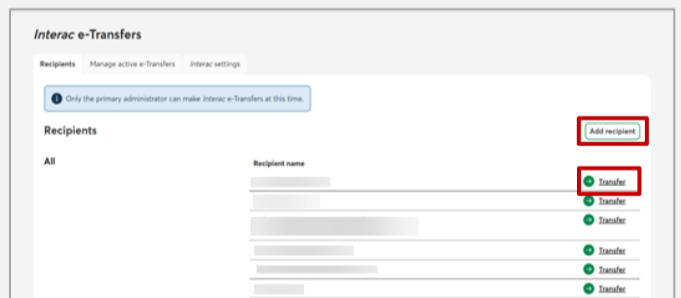 Interac e-Transfers
Recipients Manage active e-Transfers Interac settings
Only the primary administrator can make Interac e-Transfers at this time.
Recipients Add recipient
All Recipient name
Transfer
Transfer
Transfer
Transfer
Transfer
Transfer